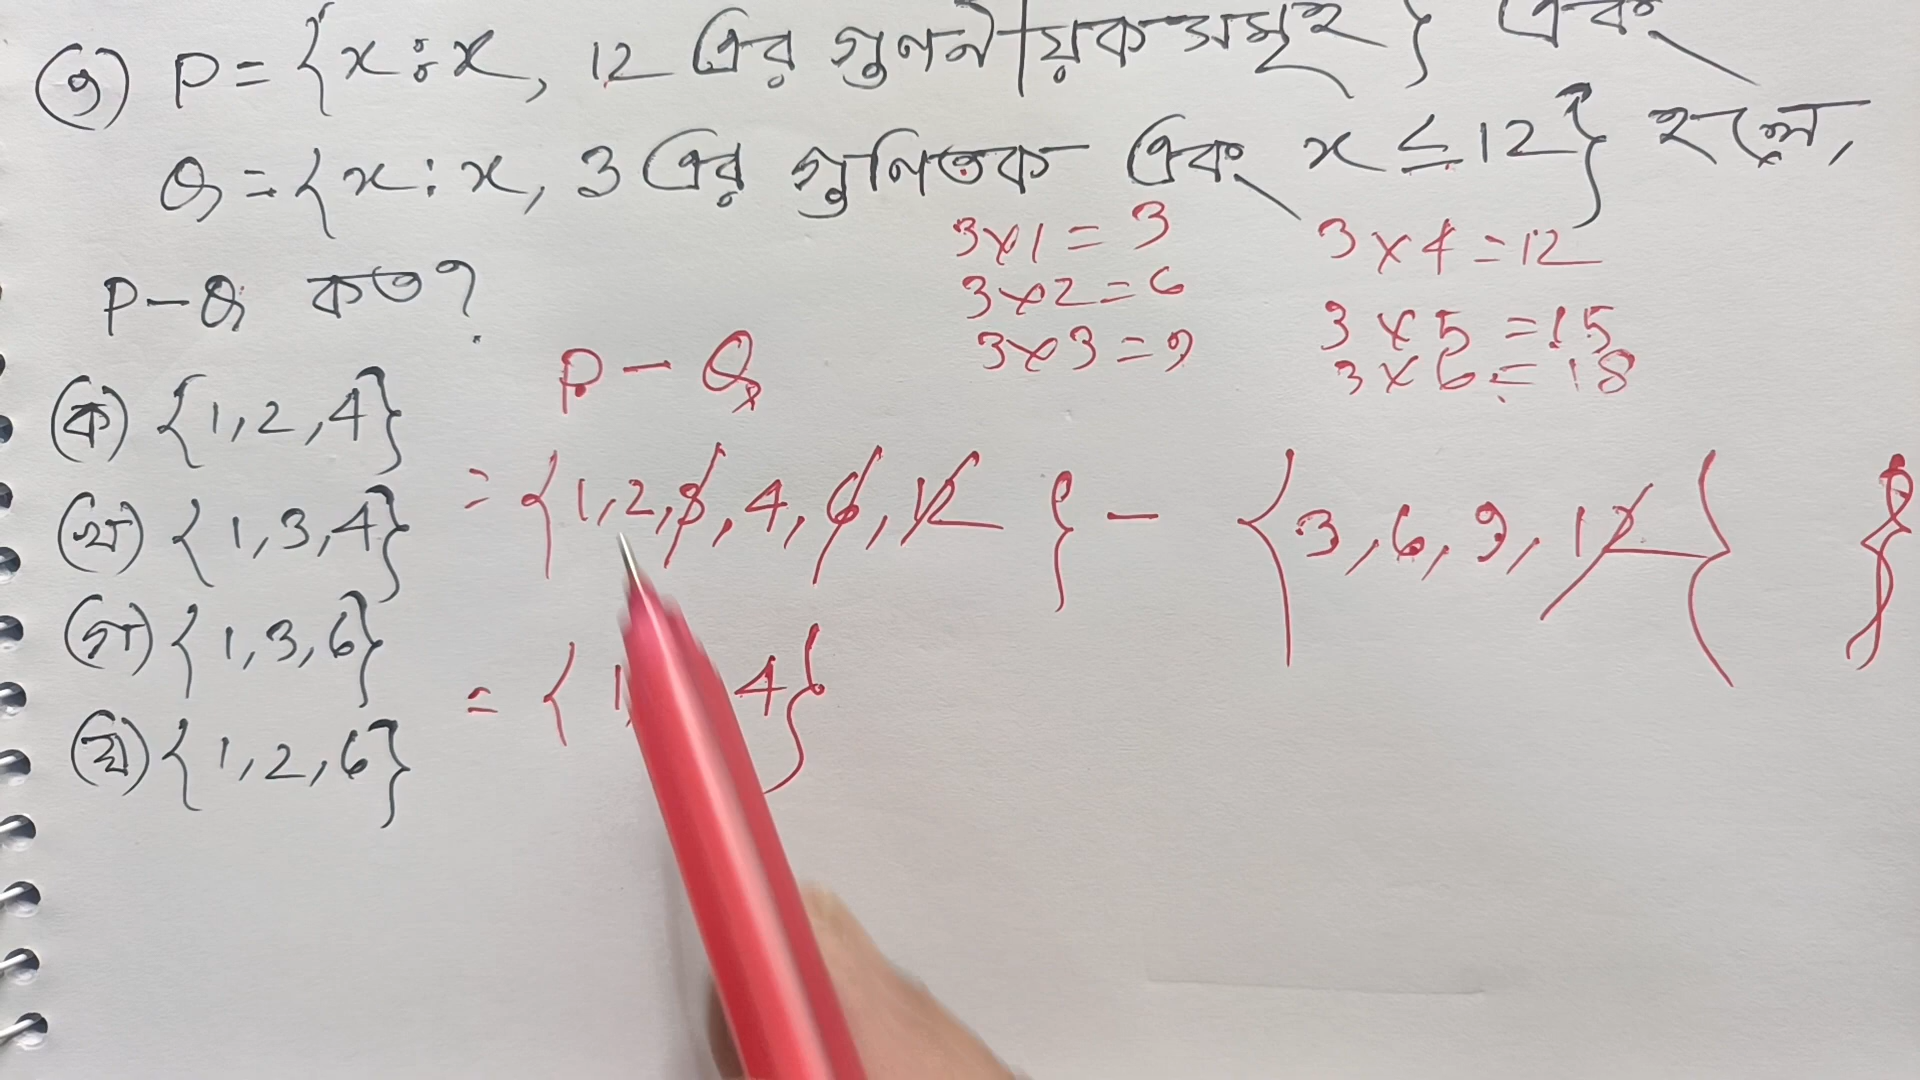 ৩) P = {x : x, 12 এর গুণনীয়কসমূহ} এবং
Q = {x : x, 3 এর গুণিতক এবং x ≤ 12} হলে,
P - Q কত?
ক) {1, 2, 4}
খ) {1, 3, 4}
গ) {1, 3, 6}
ঘ) {1, 2, 6}
3 x 1 = 3
3 x 2 = 6
3 x 3 = 9
3 x 4 = 12
3 x 5 = 15
3 x 6 = 18
P - Q
= {1, 2, 3, 4, 6, 12} - {3, 6, 9, 12}
= {1, 4}